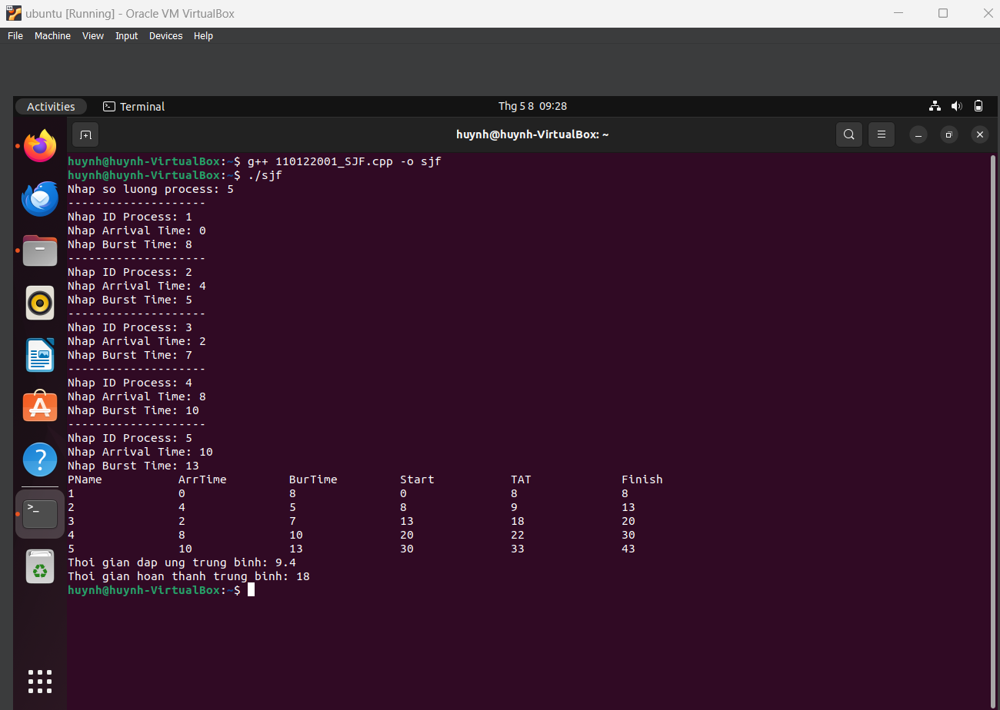 ubuntu [Running] - Oracle VM VirtualBox
File Machine View Input Devices Help
Activities Terminal Thg 5 8 09:28
huynh@huynh-VirtualBox: ~
huynh@huynh-VirtualBox:~$ g++ 110122001_SJF.cpp -o sjf
huynh@huynh-VirtualBox:~$ ./sjf
Nhap so luong process: 5
--------------------
Nhap ID Process: 1
Nhap Arrival Time: 0
Nhap Burst Time: 8
--------------------
Nhap ID Process: 2
Nhap Arrival Time: 4
Nhap Burst Time: 5
--------------------
Nhap ID Process: 3
Nhap Arrival Time: 2
Nhap Burst Time: 7
--------------------
Nhap ID Process: 4
Nhap Arrival Time: 8
Nhap Burst Time: 10
--------------------
Nhap ID Process: 5
Nhap Arrival Time: 10
Nhap Burst Time: 13
PName ArrTime BurTime Start TAT Finish
1 0 8 0 8 8
2 4 5 8 9 13
3 2 7 13 18 20
4 8 10 20 22 30
5 10 13 30 33 43
Thoi gian dap ung trung binh: 9.4
Thoi gian hoan thanh trung binh: 18
huynh@huynh-VirtualBox:~$